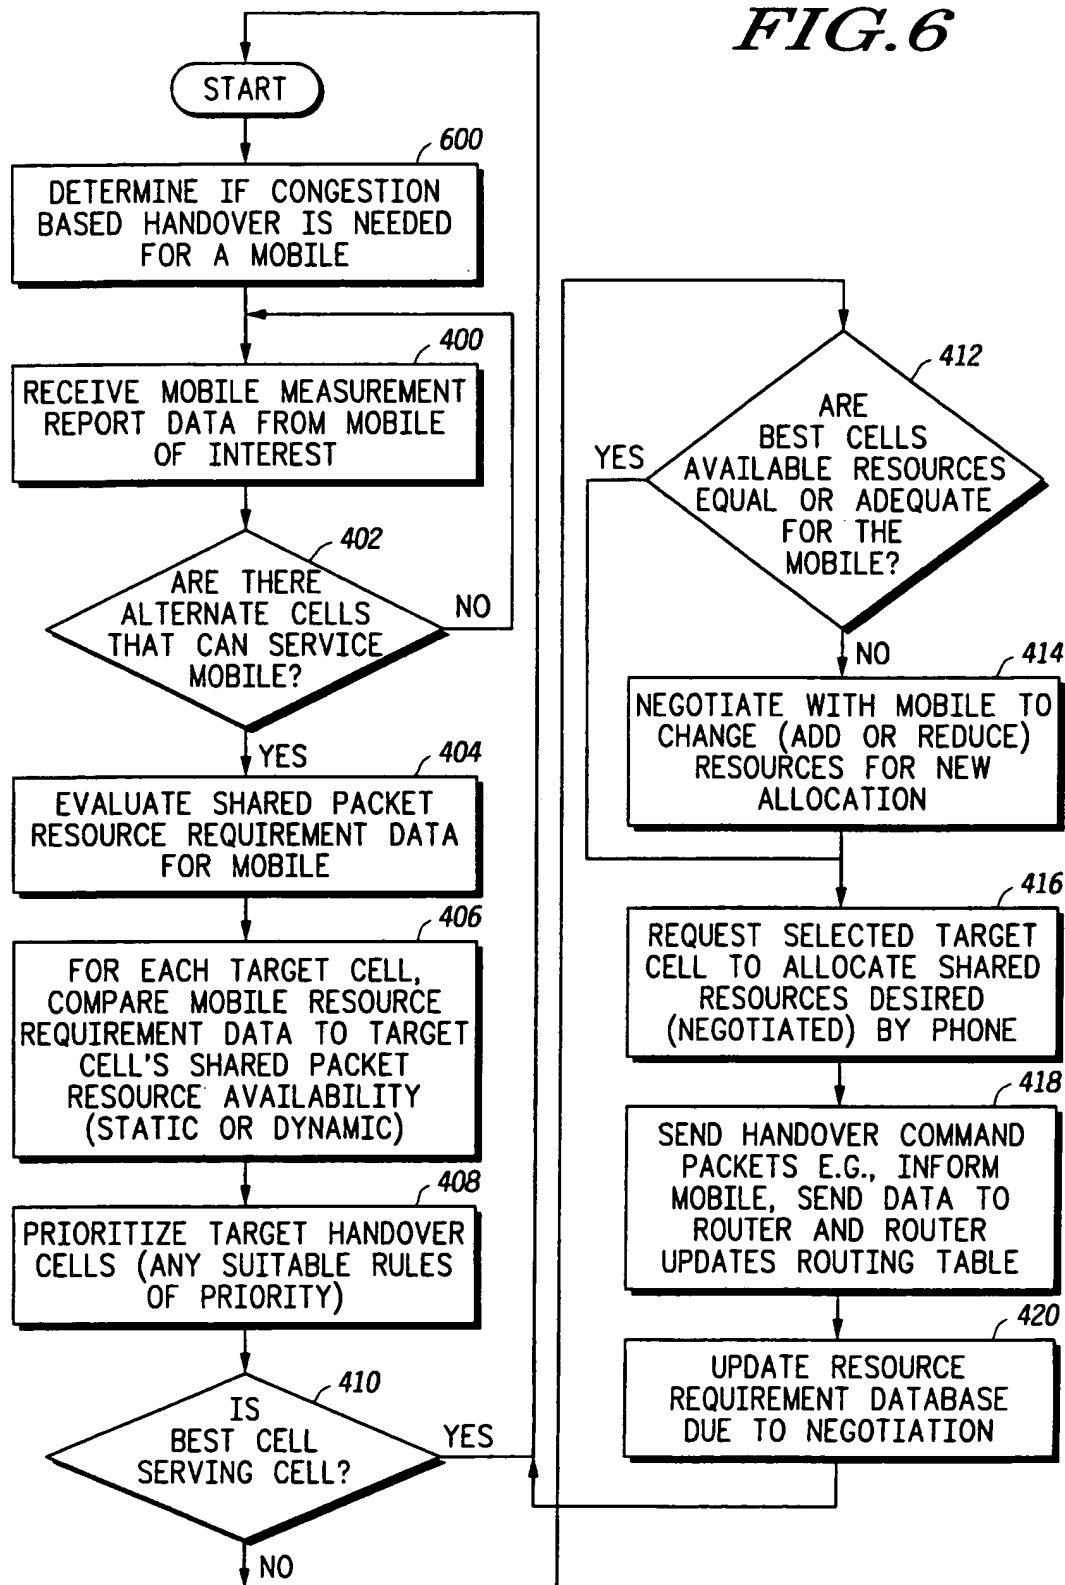 FIG.6
START
600
DETERMINE IF CONGESTION
BASED HANDOVER IS NEEDED
FOR A MOBILE
400
RECEIVE MOBILE MEASUREMENT
REPORT DATA FROM MOBILE
OF INTEREST
402
ARE THERE
ALTERNATE CELLS
THAT CAN SERVICE
MOBILE?
NO
YES
404
EVALUATE SHARED PACKET
RESOURCE REQUIREMENT DATA
FOR MOBILE
406
FOR EACH TARGET CELL,
COMPARE MOBILE RESOURCE
REQUIREMENT DATA TO TARGET
CELL'S SHARED PACKET
RESOURCE AVAILABILITY
(STATIC OR DYNAMIC)
408
PRIORITIZE TARGET HANDOVER
CELLS (ANY SUITABLE RULES
OF PRIORITY)
410
IS
BEST CELL
SERVING CELL?
YES
NO
412
ARE
BEST CELLS
AVAILABLE RESOURCES
EQUAL OR ADEQUATE
FOR THE
MOBILE?
YES
NO
414
NEGOTIATE WITH MOBILE TO
CHANGE (ADD OR REDUCE)
RESOURCES FOR NEW
ALLOCATION
416
REQUEST SELECTED TARGET
CELL TO ALLOCATE SHARED
RESOURCES DESIRED
(NEGOTIATED) BY PHONE
418
SEND HANDOVER COMMAND
PACKETS E.G., INFORM
MOBILE, SEND DATA TO
ROUTER AND ROUTER
UPDATES ROUTING TABLE
420
UPDATE RESOURCE
REQUIREMENT DATABASE
DUE TO NEGOTIATION